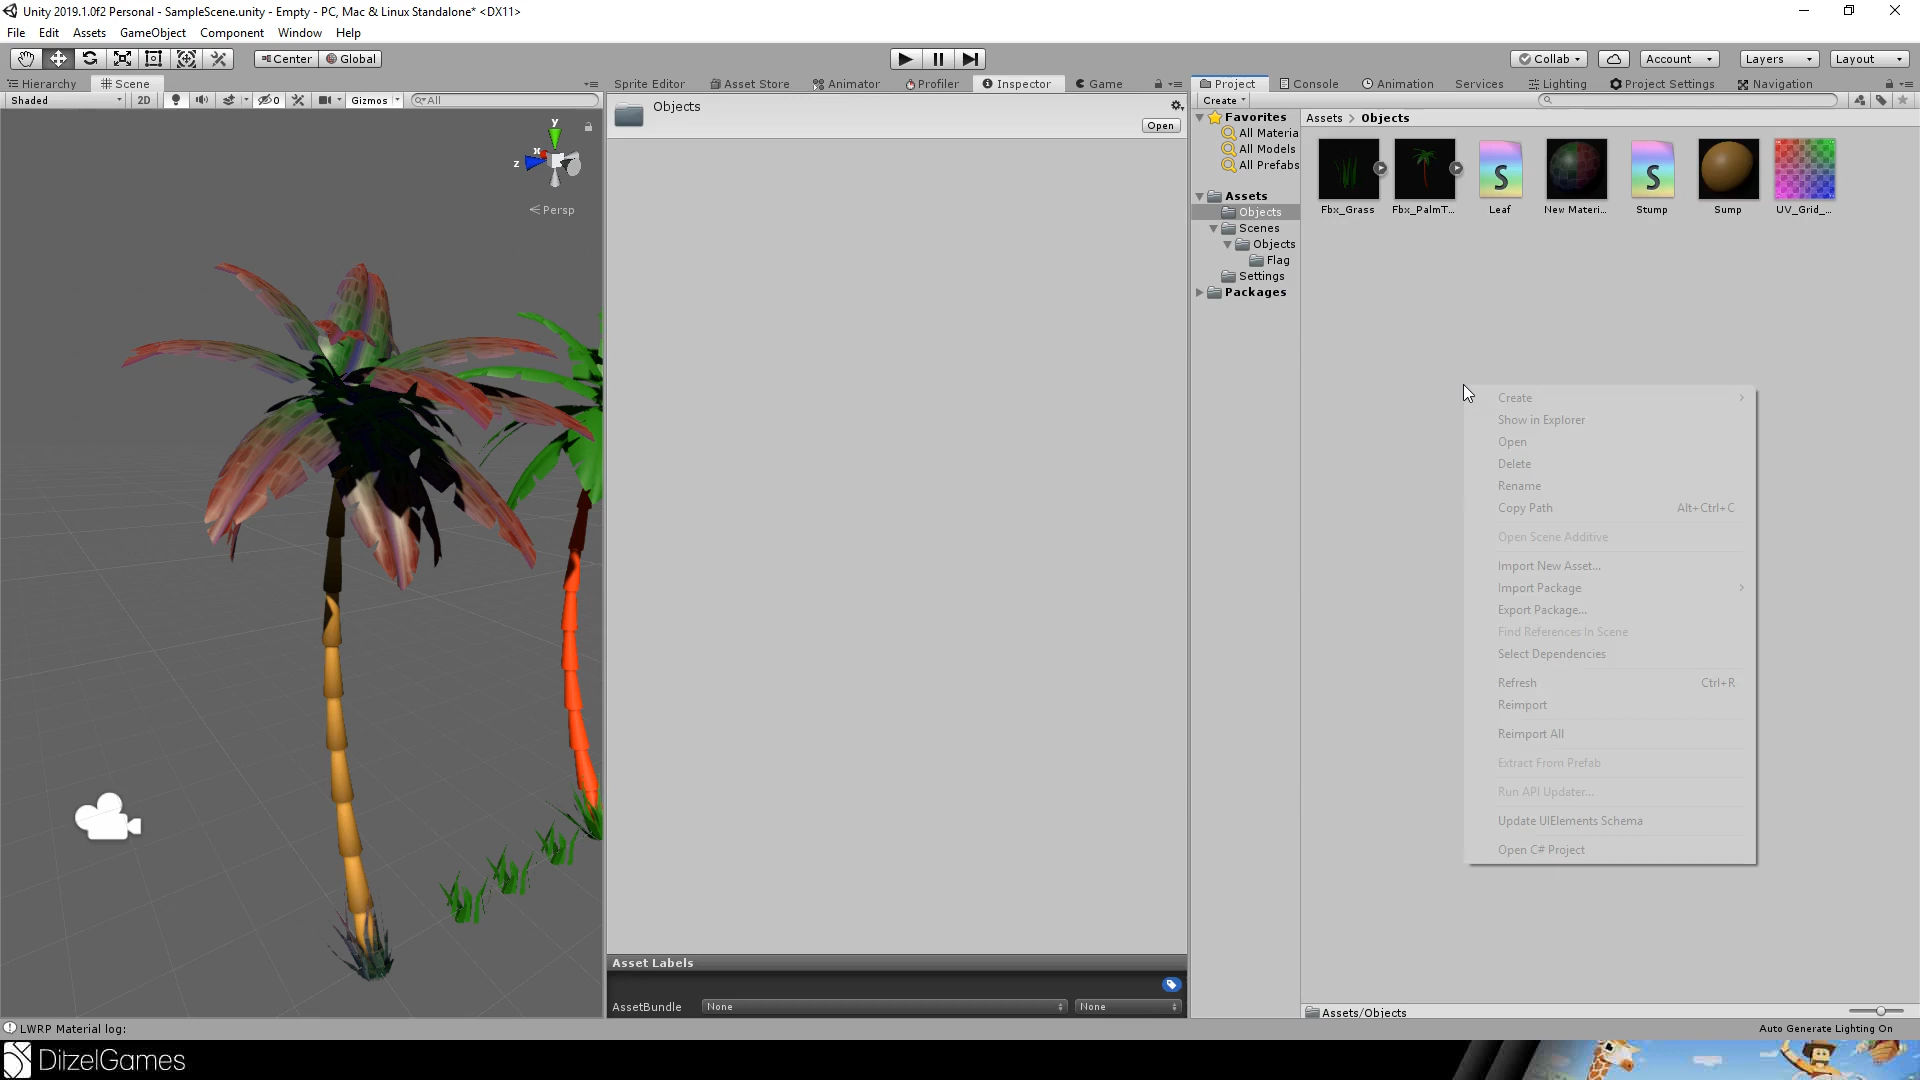 Unity 2019.1.0f2 Personal - SampleScene.unity - Empty - PC, Mac & Linux Standalone* <DX11>
File Edit Assets GameObject Component Window Help
Center Global
Collab Account Layers Layout
Hierarchy Scene
Sprite Editor Asset Store Animator Profiler Inspector Game
Project Console Animation Services Lighting Project Settings Navigation
Shaded 2D 0 Gizmos All
Objects
Open
Create
Favorites
All Materia
All Models
All Prefabs
Assets
Objects
Scenes
Objects
Flag
Settings
Packages
Assets > Objects
Fbx_Grass Fbx_PalmT... Leaf New Materi... Stump Sump UV_Grid_...
S S
y
x
z
Persp
Create
Show in Explorer
Open
Delete
Rename
Copy Path Alt+Ctrl+C
Open Scene Additive
Import New Asset...
Import Package
Export Package...
Find References In Scene
Select Dependencies
Refresh Ctrl+R
Reimport
Reimport All
Extract From Prefab
Run API Updater...
Update UIElements Schema
Open C# Project
Asset Labels
AssetBundle None None
Assets/Objects
LWRP Material log:
Auto Generate Lighting On
DitzelGames